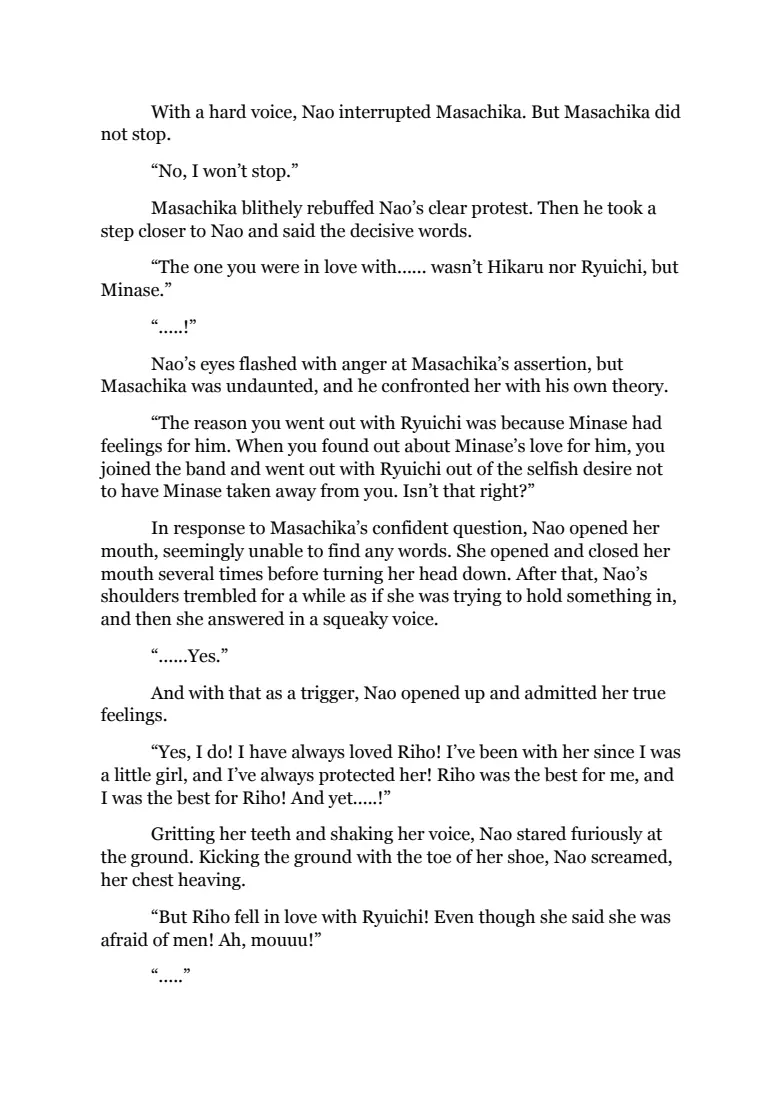 With a hard voice, Nao interrupted Masachika. But Masachika did
not stop.
“No, I won’t stop.”
Masachika blithely rebuffed Nao’s clear protest. Then he took a
step closer to Nao and said the decisive words.
“The one you were in love with...... wasn’t Hikaru nor Ryuichi, but
Minase.”
“.....!”
Nao’s eyes flashed with anger at Masachika’s assertion, but
Masachika was undaunted, and he confronted her with his own theory.
“The reason you went out with Ryuichi was because Minase had
feelings for him. When you found out about Minase’s love for him, you
joined the band and went out with Ryuichi out of the selfish desire not
to have Minase taken away from you. Isn’t that right?”
In response to Masachika’s confident question, Nao opened her
mouth, seemingly unable to find any words. She opened and closed her
mouth several times before turning her head down. After that, Nao’s
shoulders trembled for a while as if she was trying to hold something in,
and then she answered in a squeaky voice.
“......Yes.”
And with that as a trigger, Nao opened up and admitted her true
feelings.
“Yes, I do! I have always loved Riho! I’ve been with her since I was
a little girl, and I’ve always protected her! Riho was the best for me, and
I was the best for Riho! And yet.....!”
Gritting her teeth and shaking her voice, Nao stared furiously at
the ground. Kicking the ground with the toe of her shoe, Nao screamed,
her chest heaving.
“But Riho fell in love with Ryuichi! Even though she said she was
afraid of men! Ah, mouuu!”
“.....”